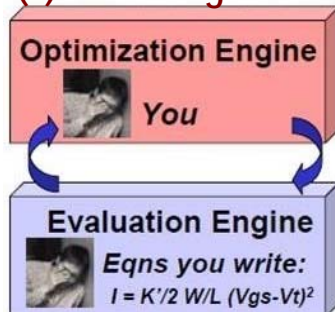 Optimization Engine
You
Evaluation Engine
Eqns you write:
I = K'/2 W/L (Vgs-Vt)²